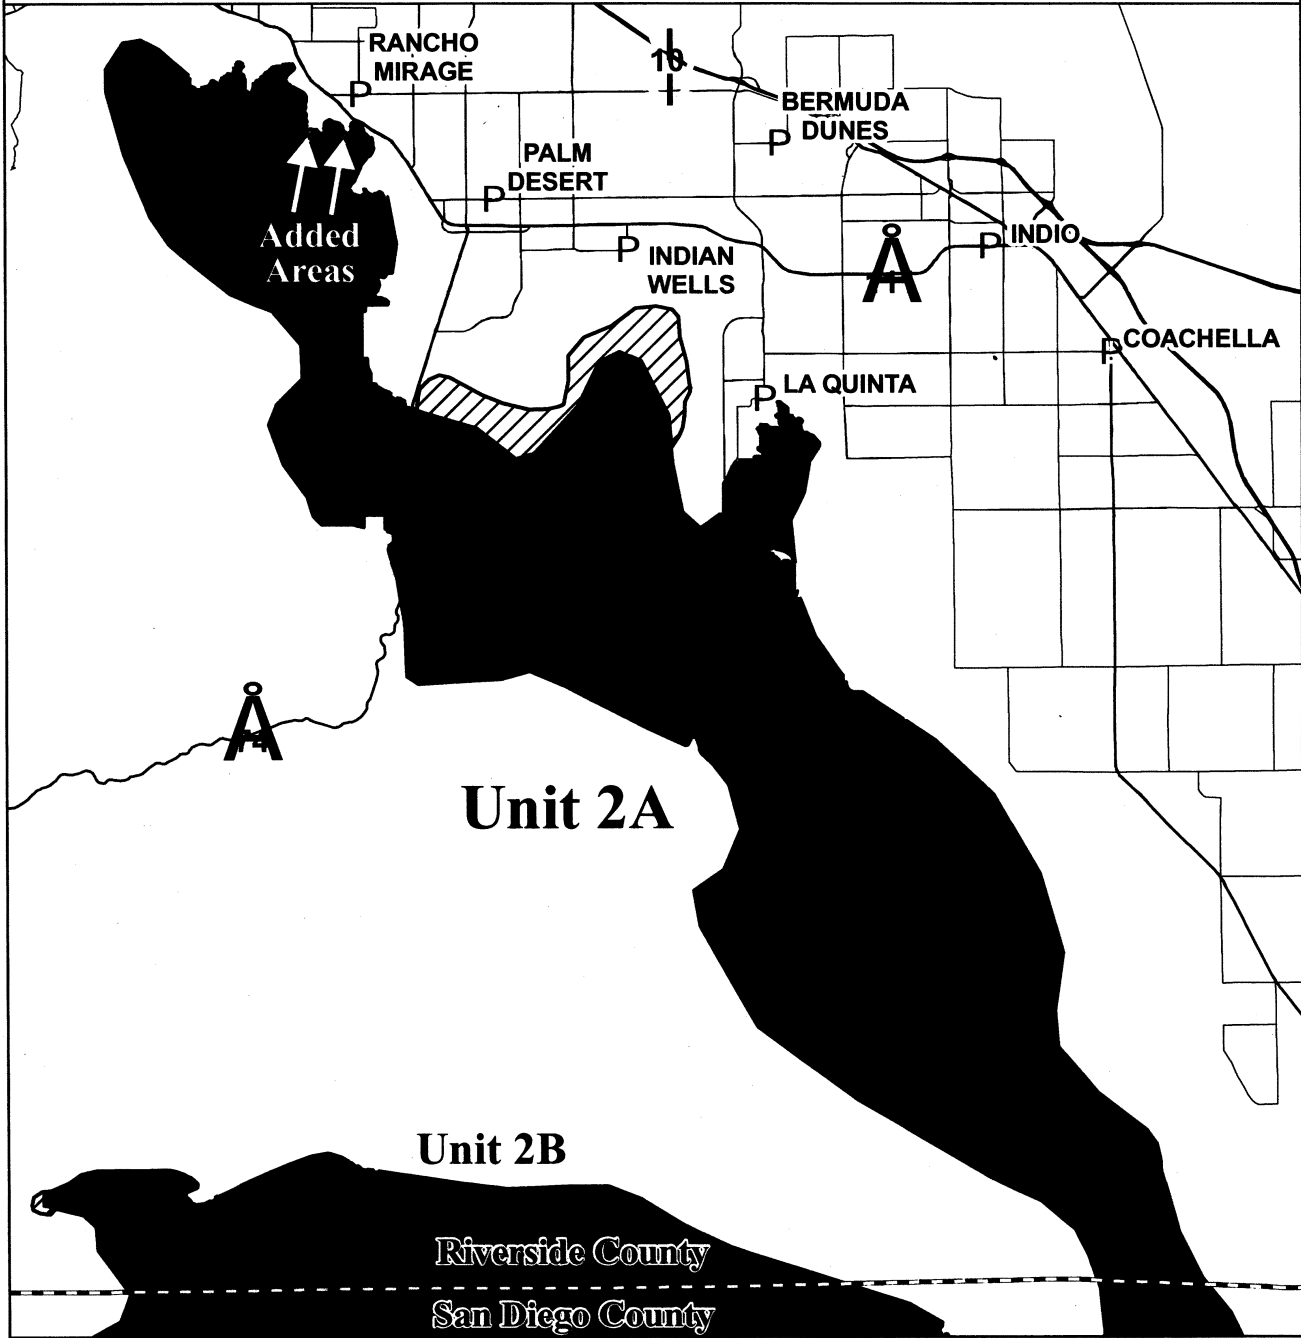 RANCHO
MIRAGE
P
10
BERMUDA
DUNES
P
PALM
DESERT
P
Added
Areas
INDIAN
WELLS
P
INDIO
P
COACHELLA
P
LA QUINTA
P
Unit 2A
Unit 2B
Riverside County
San Diego County